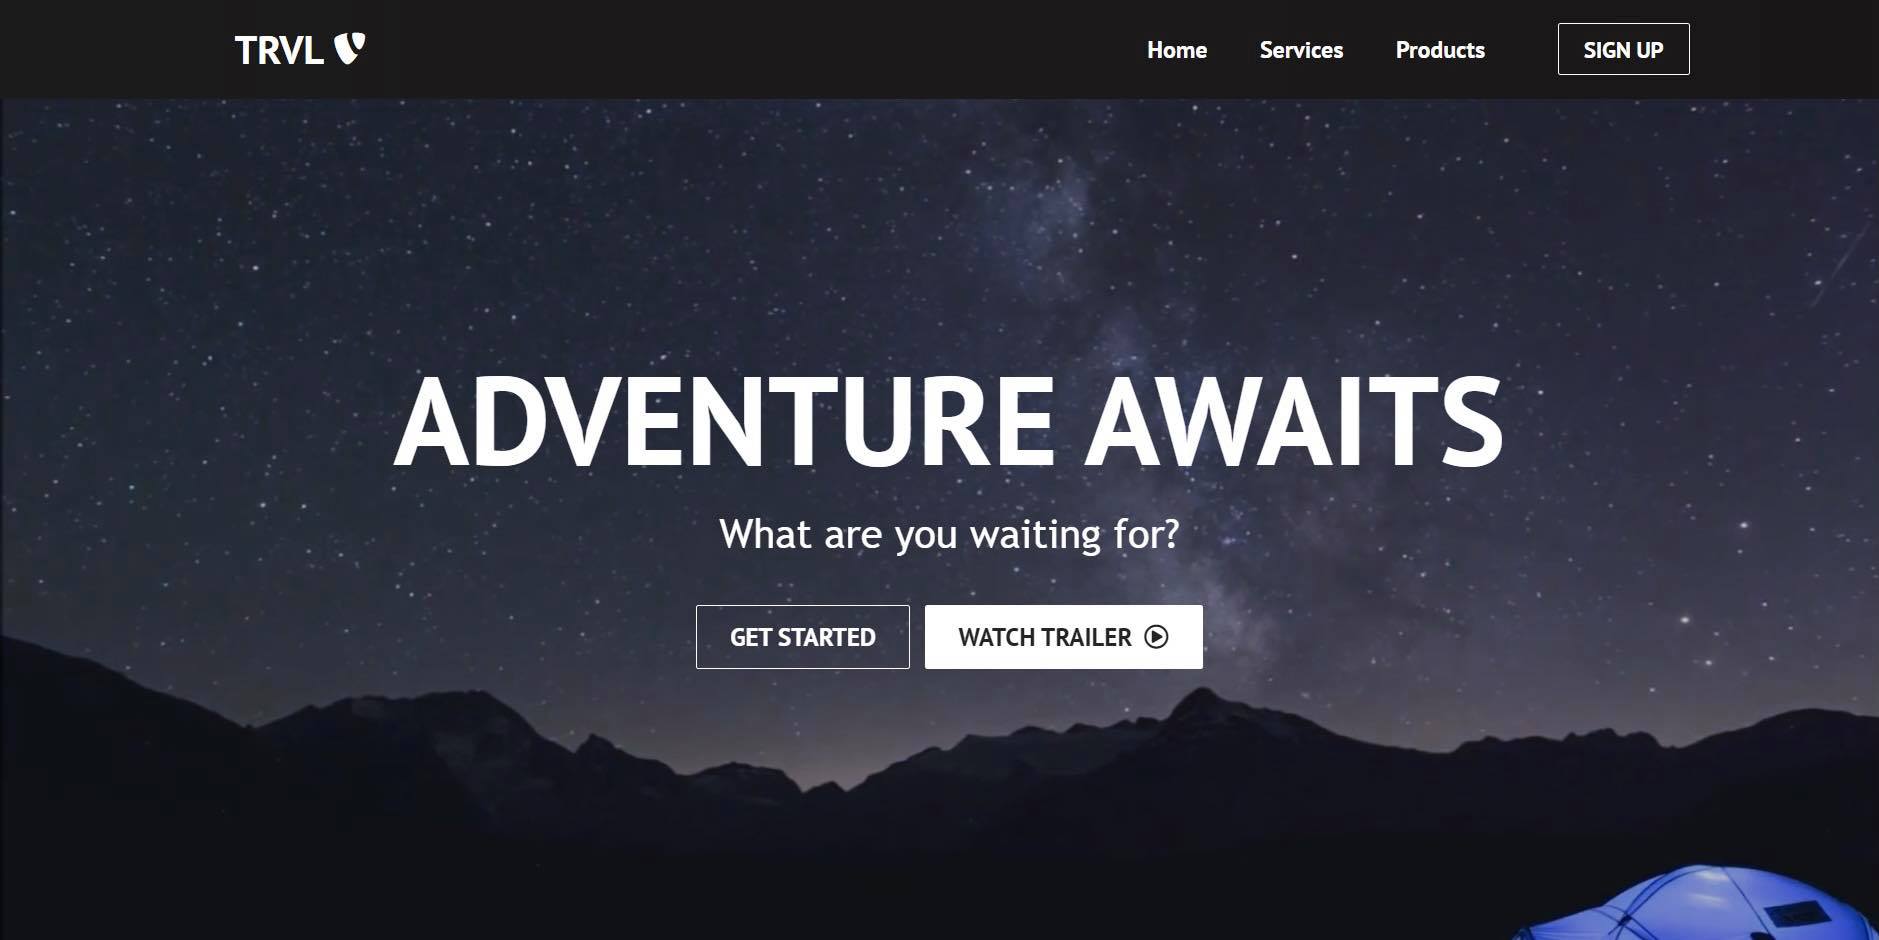 TRVL
Home Services Products SIGN UP
ADVENTURE AWAITS
What are you waiting for?
GET STARTED WATCH TRAILER